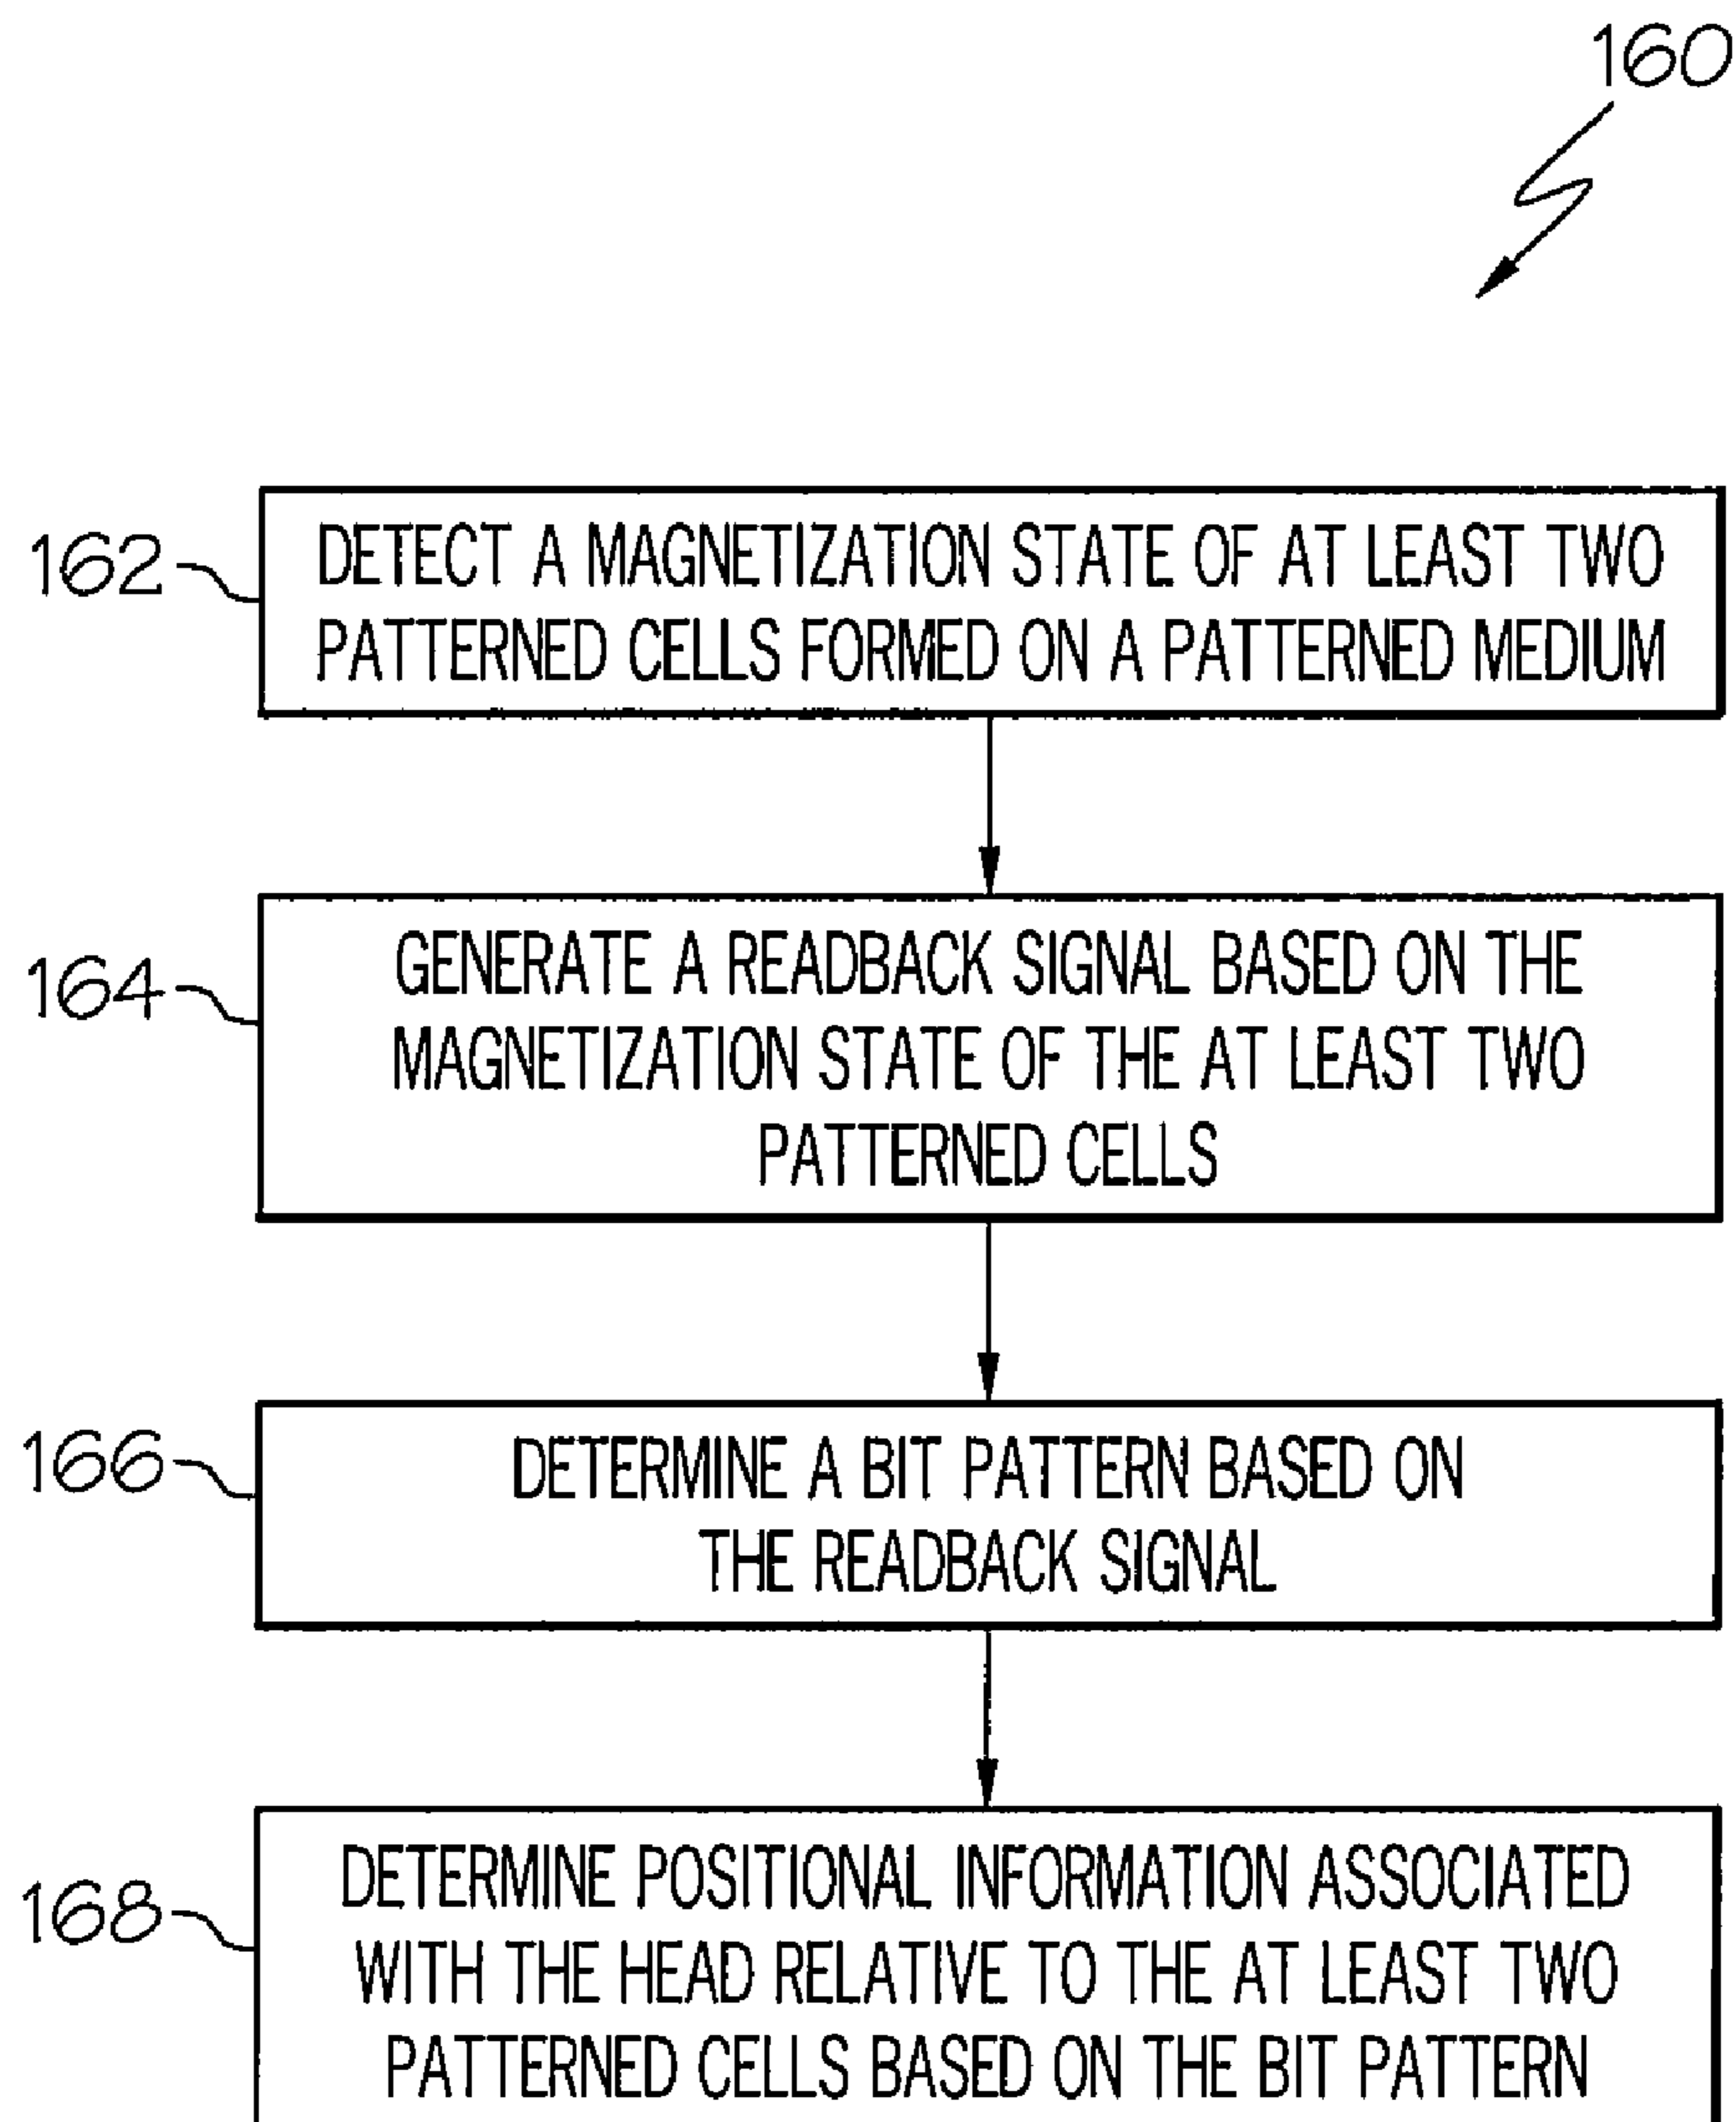 160
162
DETECT A MAGNETIZATION STATE OF AT LEAST TWO
PATTERNED CELLS FORMED ON A PATTERNED MEDIUM
164
GENERATE A READBACK SIGNAL BASED ON THE
MAGNETIZATION STATE OF THE AT LEAST TWO
PATTERNED CELLS
166
DETERMINE A BIT PATTERN BASED ON
THE READBACK SIGNAL
168
DETERMINE POSITIONAL INFORMATION ASSOCIATED
WITH THE HEAD RELATIVE TO THE AT LEAST TWO
PATTERNED CELLS BASED ON THE BIT PATTERN